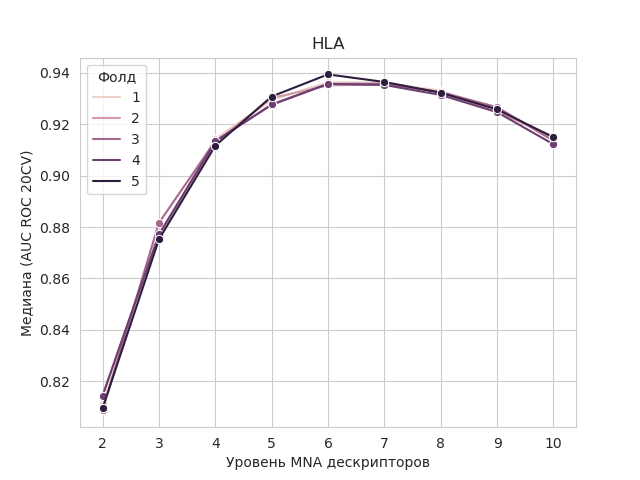 HLA
Медиана (AUC ROC 20CV)
0.94
0.92
0.90
0.88
0.86
0.84
0.82
Фолд
1
2
3
4
5
2 3 4 5 6 7 8 9 10
Уровень MNA дескрипторов